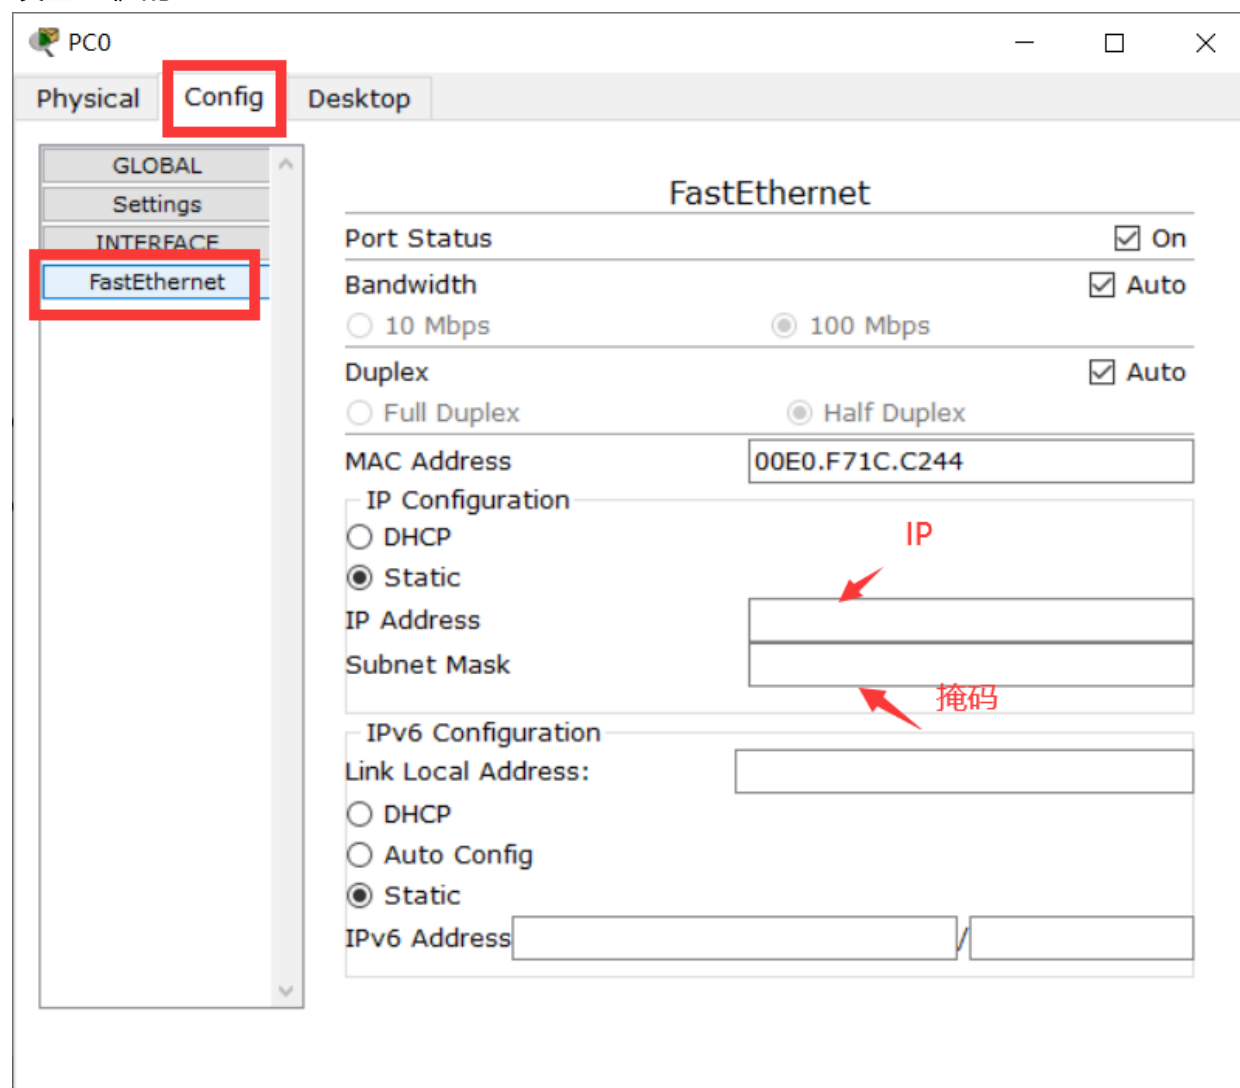 PC0
Physical Config Desktop
GLOBAL
Settings
INTERFACE
FastEthernet
FastEthernet
Port Status On
Bandwidth Auto
10 Mbps 100 Mbps
Duplex Auto
Full Duplex Half Duplex
MAC Address 00E0.F71C.C244
IP Configuration
DHCP
IP
Static
IP Address
Subnet Mask
掩码
IPv6 Configuration
Link Local Address:
DHCP
Auto Config
Static
IPv6 Address /